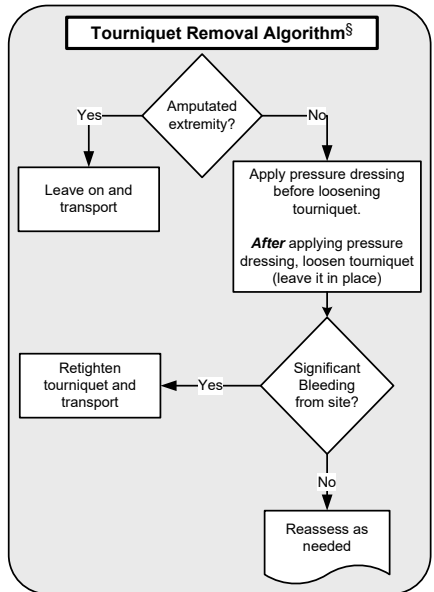 Tourniquet Removal Algorithm§
Amputated
extremity?
Yes
No
Leave on and
transport
Apply pressure dressing
before loosening
tourniquet.
After applying pressure
dressing, loosen tourniquet
(leave it in place)
Significant
Bleeding
from site?
Yes
Retighten
tourniquet and
transport
No
Reassess as
needed